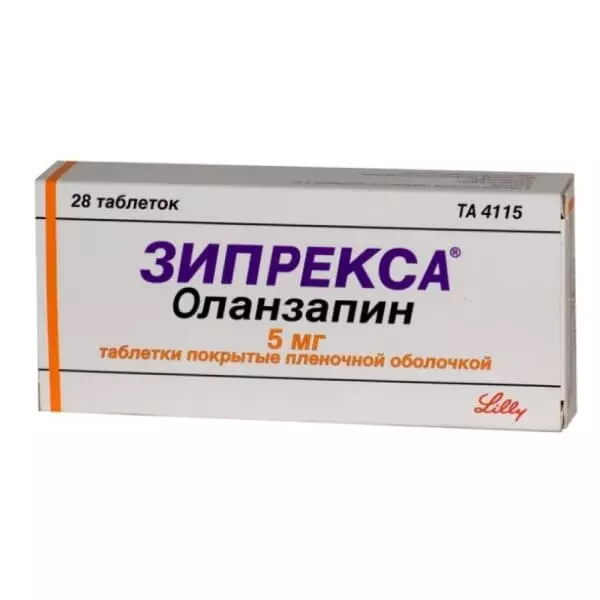 28 таблеток
ТА 4115
ЗИПРЕКСА®
Оланзапин
5 мг
таблетки покрытые пленочной оболочкой
Lilly